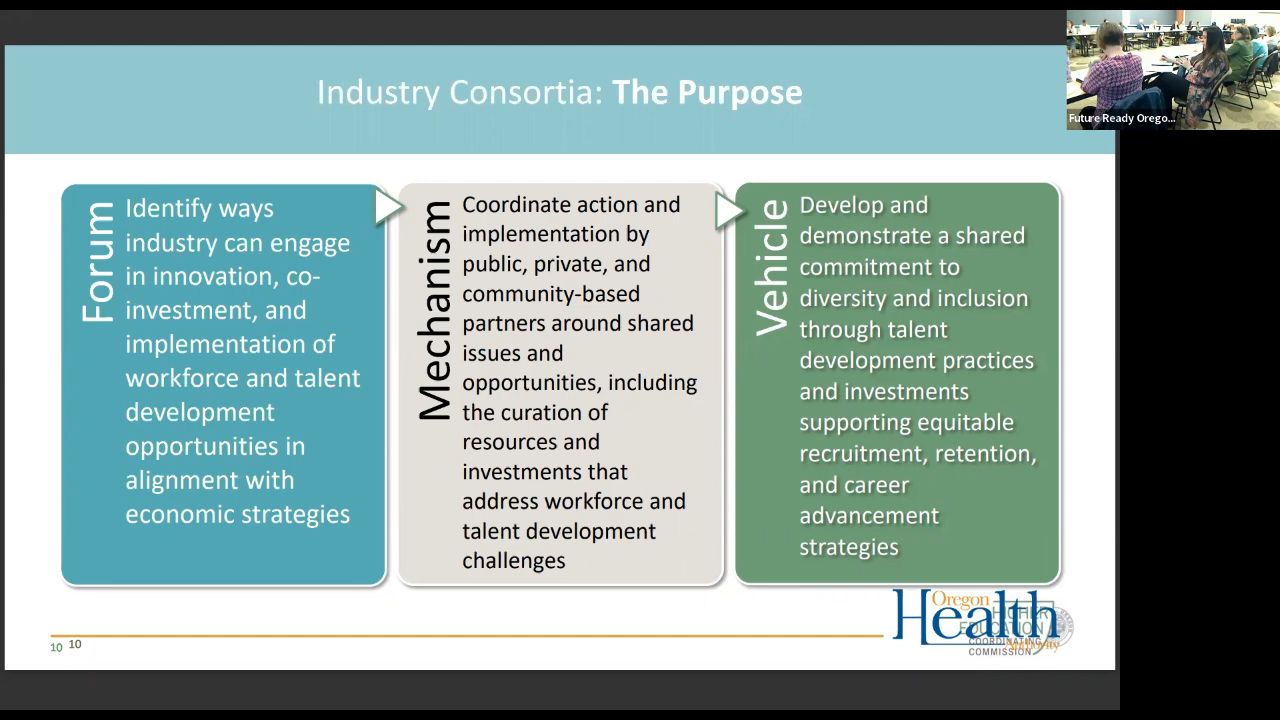 Industry Consortia: The Purpose
Future Ready Orego...
Forum
Identify ways
industry can engage
in innovation, co-
investment, and
implementation of
workforce and talent
development
opportunities in
alignment with
economic strategies
Mechanism
Coordinate action and
implementation by
public, private, and
community-based
partners around shared
issues and
opportunities, including
the curation of
resources and
investments that
address workforce and
talent development
challenges
Vehicle
Develop and
demonstrate a shared
commitment to
diversity and inclusion
through talent
development practices
and investments
supporting equitable
recruitment, retention,
and career
advancement
strategies
10 10
Oregon
Health
HIGHER
EDUCATION
COORDINATING
COMMISSION